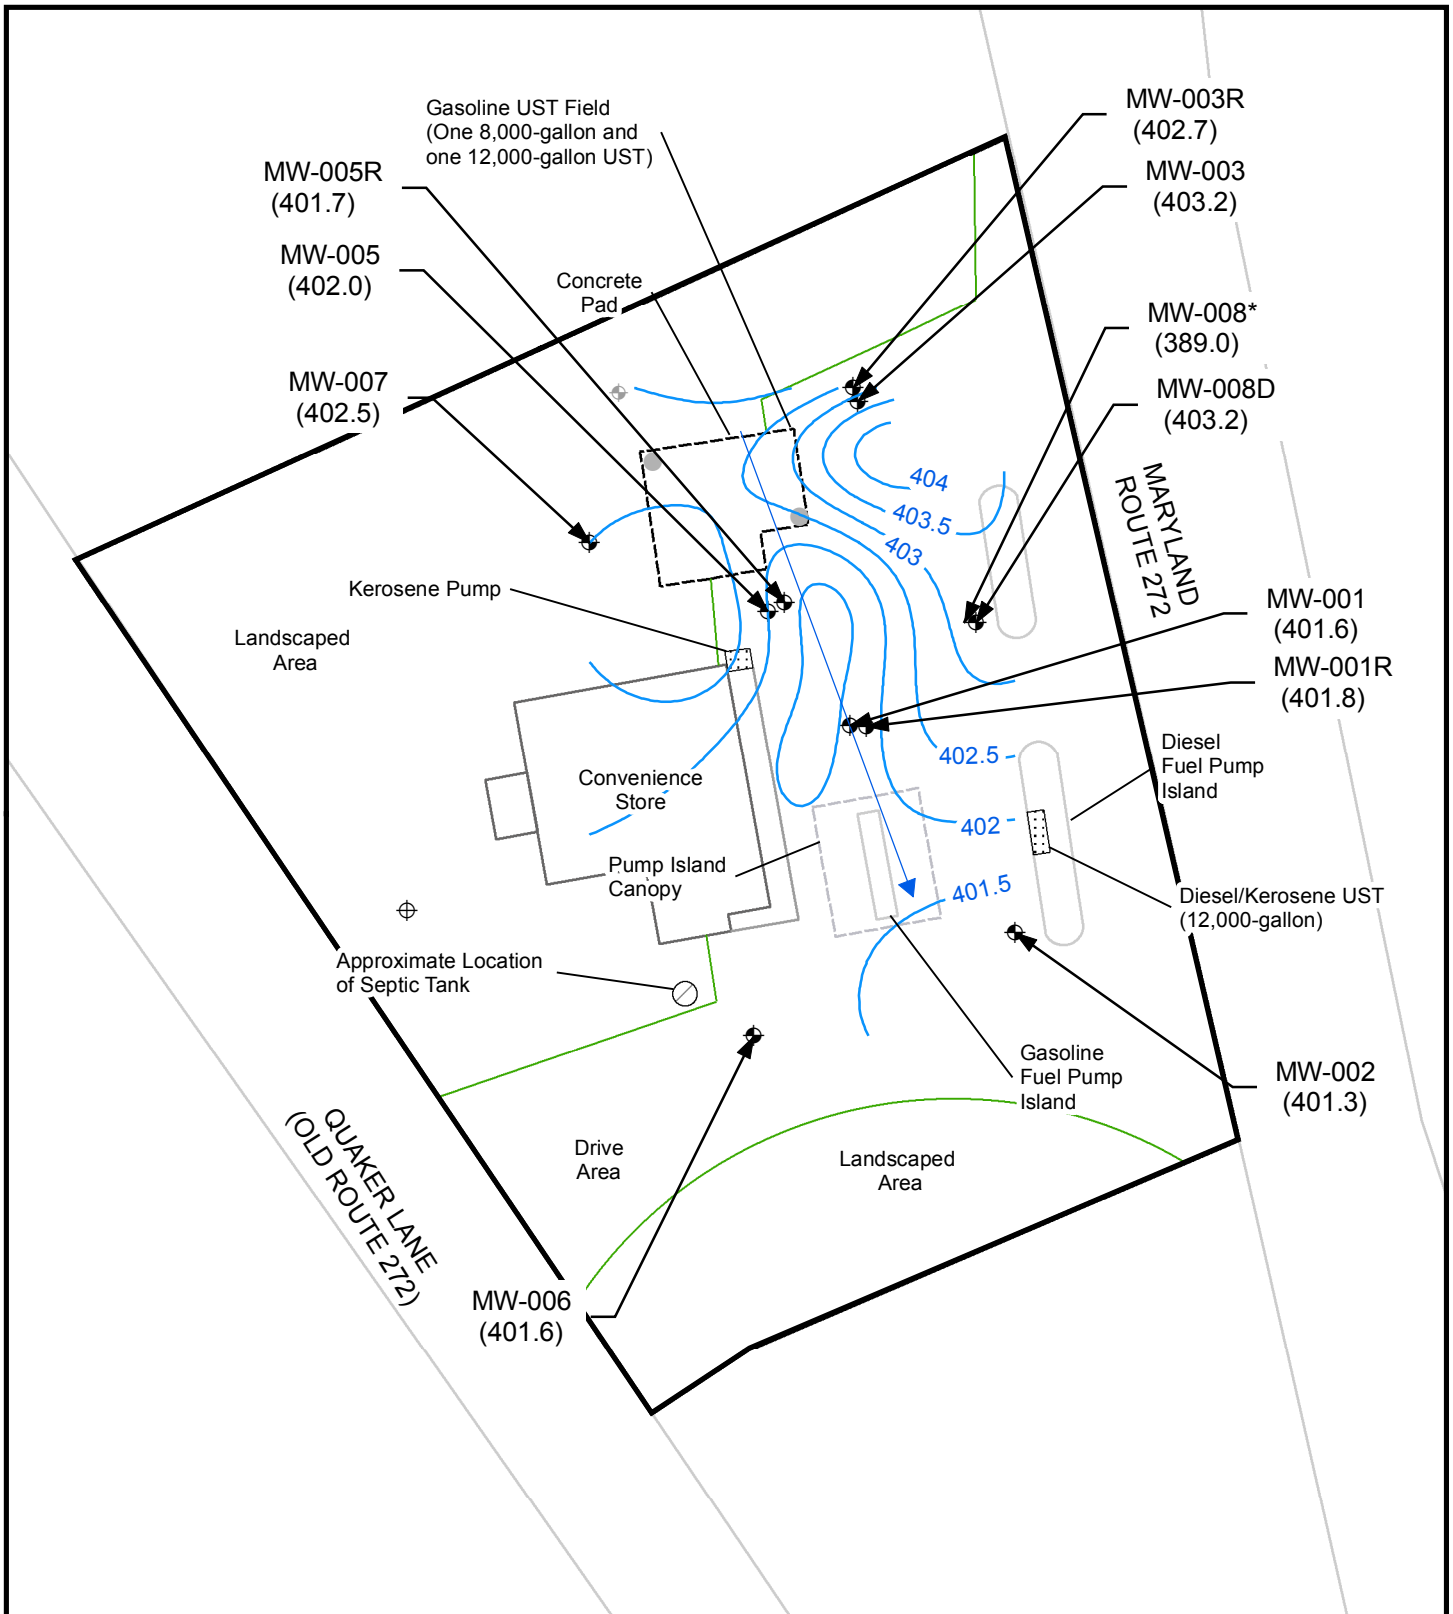 Gasoline UST Field
(One 8,000-gallon and
one 12,000-gallon UST)
MW-003R
(402.7)
MW-003
(403.2)
MW-005R
(401.7)
MW-005
(402.0)
Concrete
Pad
MW-008*
(389.0)
MW-008D
(403.2)
MW-007
(402.5)
404
403.5
403
MARYLAND
ROUTE 272
Kerosene Pump
Landscaped
Area
MW-001
(401.6)
MW-001R
(401.8)
402.5
Diesel
Fuel Pump
Island
Convenience
Store
402
Pump Island
Canopy
401.5
Diesel/Kerosene UST
(12,000-gallon)
Approximate Location
of Septic Tank
Gasoline
Fuel Pump
Island
MW-002
(401.3)
Drive
Area
Landscaped
Area
QUAKER LANE
(OLD ROUTE 272)
MW-006
(401.6)